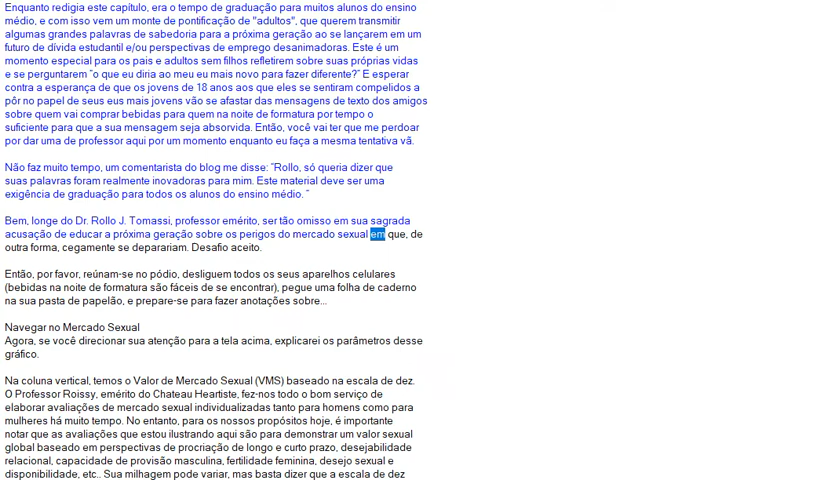 Enquanto redigia este capítulo, era o tempo de graduação para muitos alunos do ensino
médio, e com isso vem um monte de pontificação de "adultos", que querem transmitir
algumas grandes palavras de sabedoria para a próxima geração ao se lançarem em um
futuro de dívida estudantil e/ou perspectivas de emprego desanimadoras. Este é um
momento especial para os pais e adultos sem filhos refletirem sobre suas próprias vidas
e se perguntarem "o que eu diria ao meu eu mais novo para fazer diferente?" E esperar
contra a esperança de que os jovens de 18 anos aos que eles se sentiram compelidos a
pôr no papel de seus eus mais jovens vão se afastar das mensagens de texto dos amigos
sobre quem vai comprar bebidas para quem na noite de formatura por tempo o
suficiente para que a sua mensagem seja absorvida. Então, você vai ter que me perdoar
por dar uma de professor aqui por um momento enquanto eu faça a mesma tentativa vã.
Não faz muito tempo, um comentarista do blog me disse: "Rollo, só queria dizer que
suas palavras foram realmente inovadoras para mim. Este material deve ser uma
exigência de graduação para todos os alunos do ensino médio. "
Bem, longe do Dr. Rollo J. Tomassi, professor emérito, ser tão omisso em sua sagrada
acusação de educar a próxima geração sobre os perigos do mercado sexual em que, de
outra forma, cegamente se deparariam. Desafio aceito.
Então, por favor, reúnam-se no pódio, desliguem todos os seus aparelhos celulares
(bebidas na noite de formatura são fáceis de se encontrar), pegue uma folha de caderno
na sua pasta de papelão, e prepare-se para fazer anotações sobre...
Navegar no Mercado Sexual
Agora, se você direcionar sua atenção para a tela acima, explicarei os parâmetros desse
gráfico.
Na coluna vertical, temos o Valor de Mercado Sexual (VMS) baseado na escala de dez.
O Professor Roissy, emérito do Chateau Heartiste, fez-nos todo o bom serviço de
elaborar avaliações de mercado sexual individualizadas tanto para homens como para
mulheres há muito tempo. No entanto, para os nossos propósitos hoje, é importante
notar que as avaliações que estou ilustrando aqui são para demonstrar um valor sexual
global baseado em perspectivas de procriação de longo e curto prazo, desejabilidade
relacional, capacidade de provisão masculina, fertilidade feminina, desejo sexual e
disponibilidade, etc.. Sua milhagem pode variar, mas basta dizer que a escala de dez